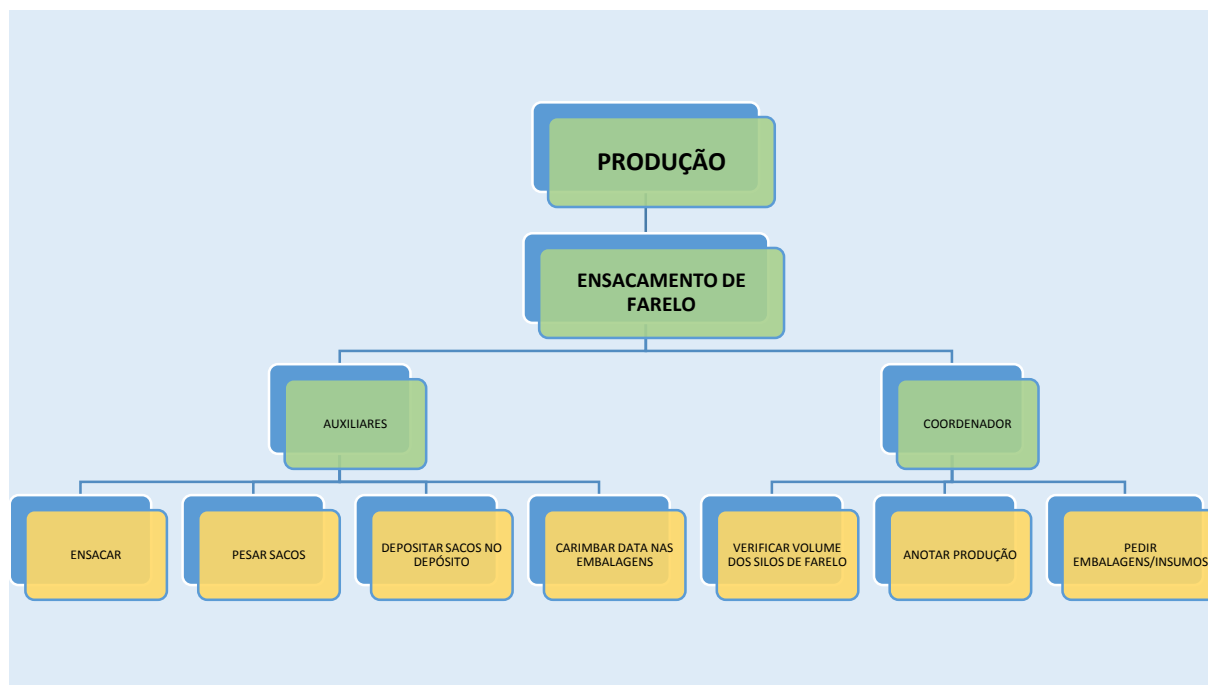 PRODUÇÃO
ENSACAMENTO DE
FARELO
AUXILIARES
COORDENADOR
ENSACAR
PESAR SACOS
DEPOSITAR SACOS NO
DEPÓSITO
CARIMBAR DATA NAS
EMBALAGENS
VERIFICAR VOLUME
DOS SILOS DE FARELO
ANOTAR PRODUÇÃO
PEDIR
EMBALAGENS/INSUMOS